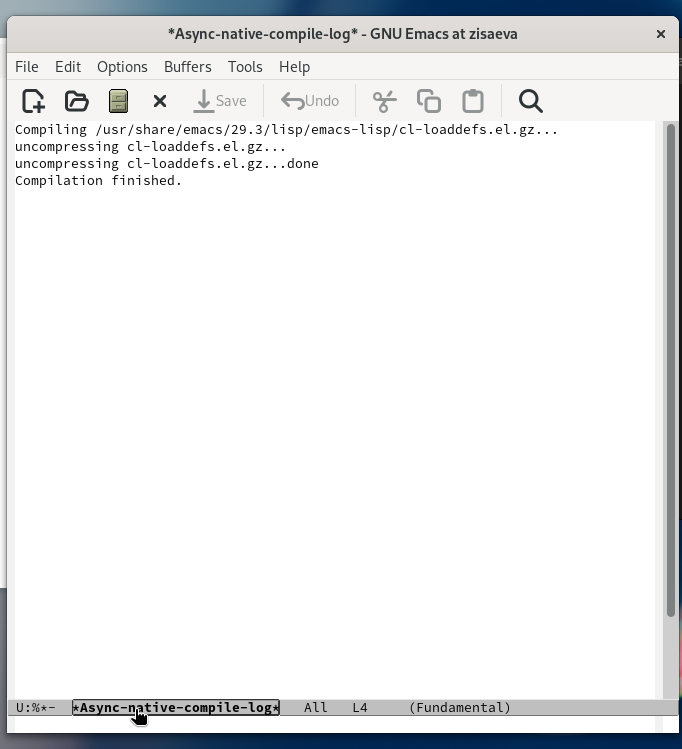 *Async-native-compile-log* - GNU Emacs at zisaeva
File Edit Options Buffers Tools Help
Save Undo
Compiling /usr/share/emacs/29.3/lisp/emacs-lisp/cl-loaddefs.el.gz...
uncompressing cl-loaddefs.el.gz...
uncompressing cl-loaddefs.el.gz...done
Compilation finished.
U:%*- *Async-native-compile-log* All L4 (Fundamental)